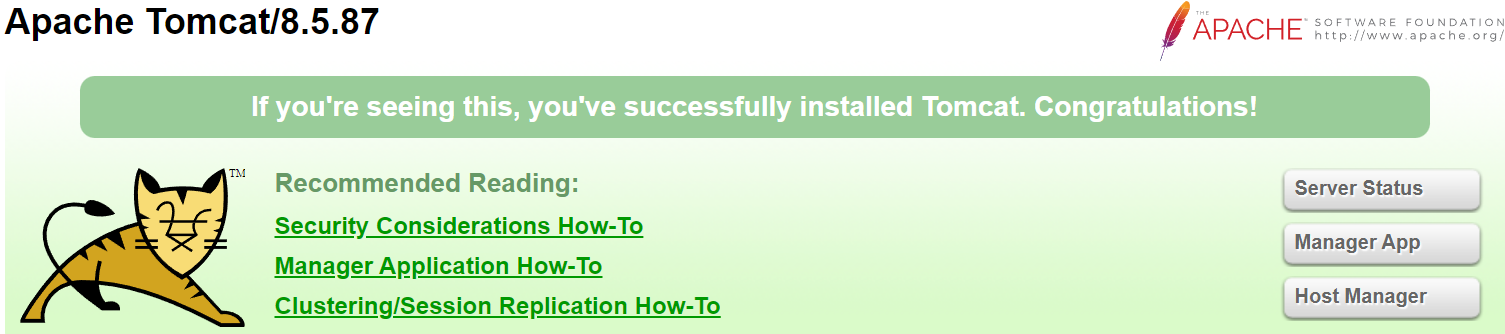 Apache Tomcat/8.5.87
THE
APACHE™ SOFTWARE FOUNDATION
http://www.apache.org/
If you're seeing this, you've successfully installed Tomcat. Congratulations!
TM
Recommended Reading:
Security Considerations How-To
Manager Application How-To
Clustering/Session Replication How-To
Server Status
Manager App
Host Manager